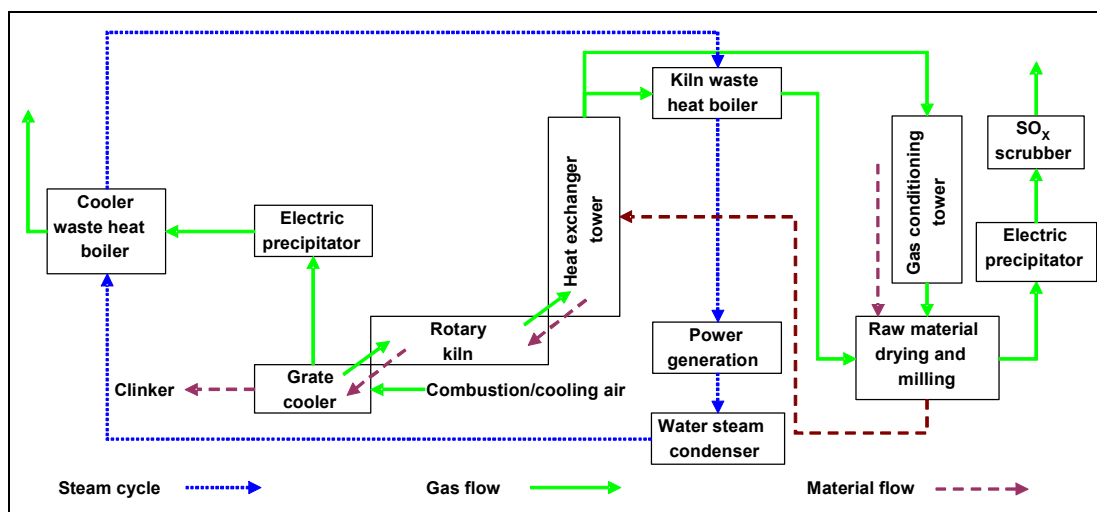 Kiln waste
heat boiler
SOX
scrubber
Gas conditioning
tower
Heat exchanger
tower
Cooler
waste heat
boiler
Electric
precipitator
Electric
precipitator
Rotary
kiln
Power
generation
Raw material
drying and
milling
Grate
cooler
Clinker
Combustion/cooling air
Water steam
condenser
Steam cycle
Gas flow
Material flow